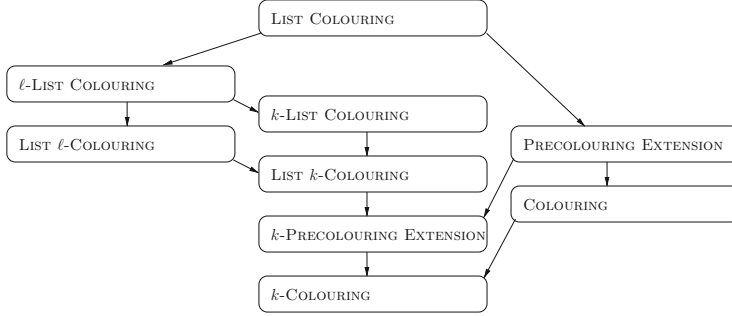 LIST COLOURING
ℓ-LIST COLOURING
k-LIST COLOURING
LIST ℓ-COLOURING
PRECOLOURING EXTENSION
LIST k-COLOURING
COLOURING
k-PRECOLOURING EXTENSION
k-COLOURING